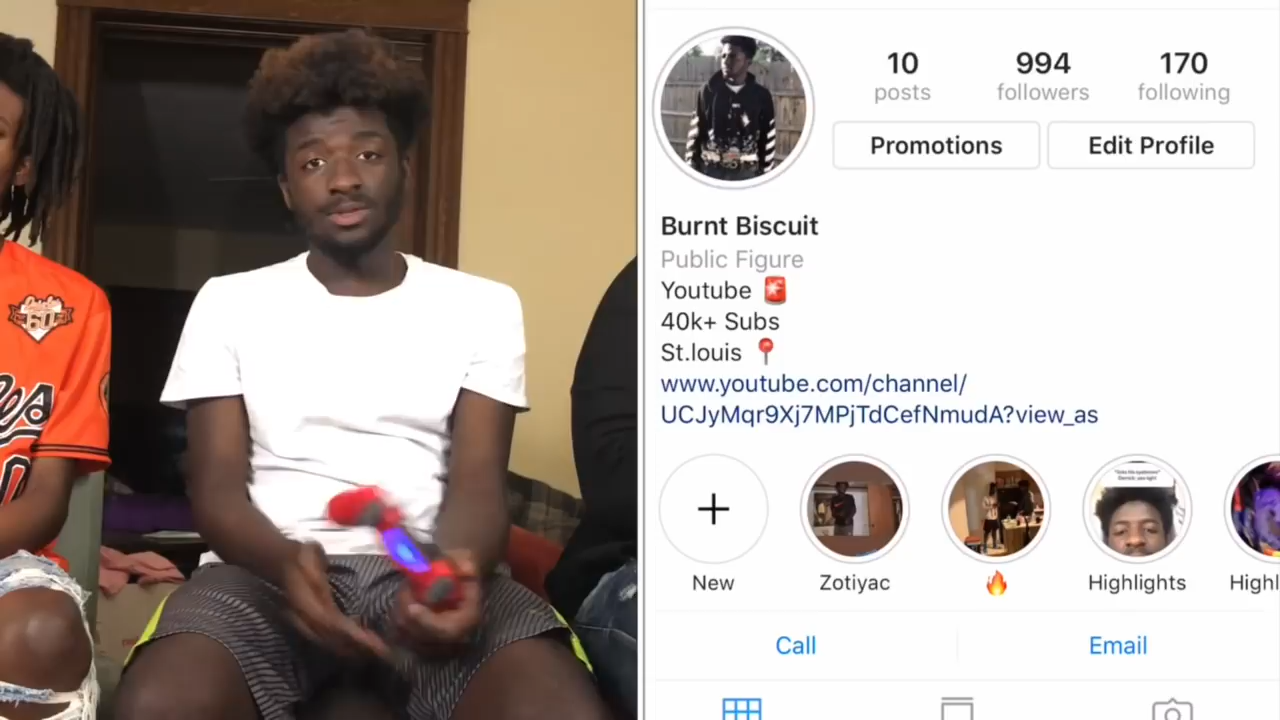 10 994 170
posts followers following
Promotions Edit Profile
Burnt Biscuit
Public Figure
Youtube 🚨
40k+ Subs
St.louis 📍
www.youtube.com/channel/
UCJyMqr9Xj7MPjTdCefNmudA?view_as
New Zotiyac 🔥 Highlights Highl
Call Email